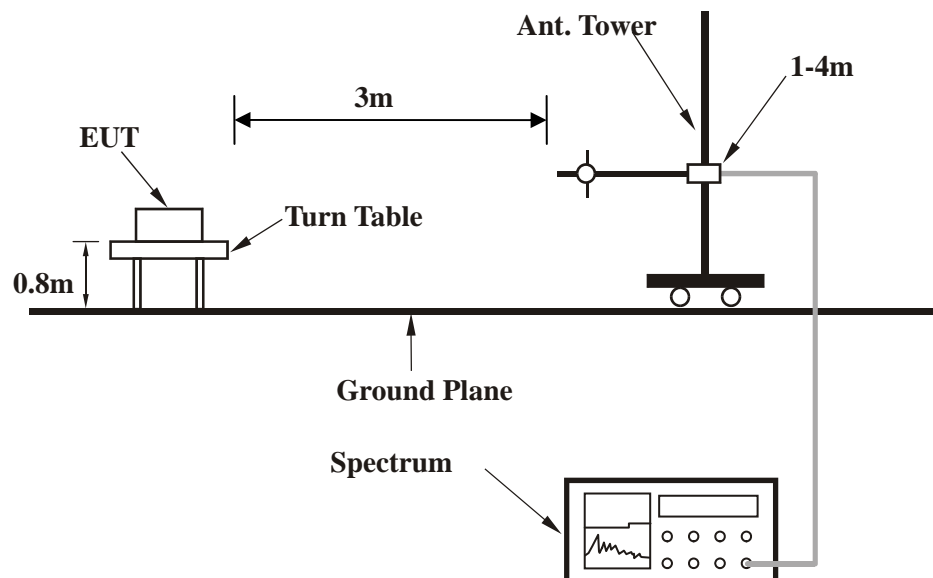 Ant. Tower
1-4m
3m
EUT
Turn Table
0.8m
Ground Plane
Spectrum